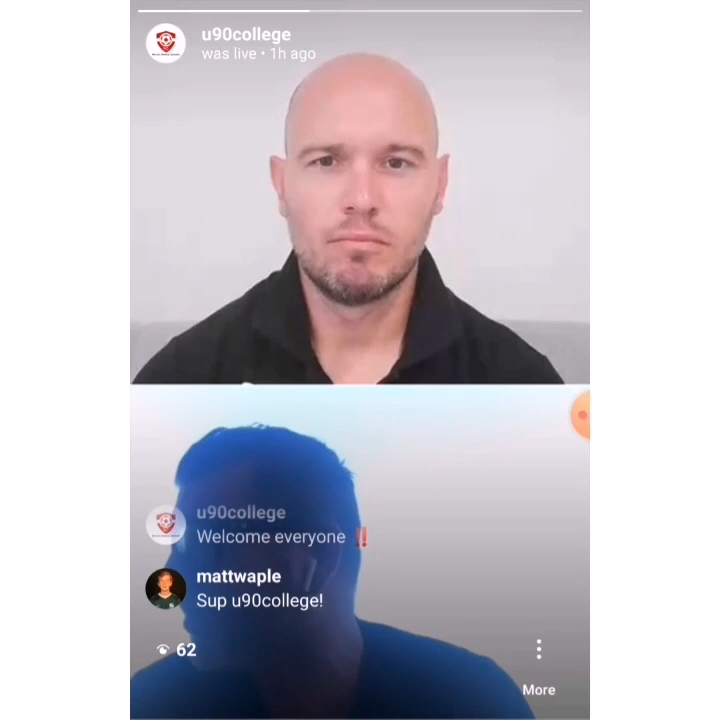 u90college
was live • 1h ago
u90college
Welcome everyone ‼️
mattwaple
Sup u90college!
62
More